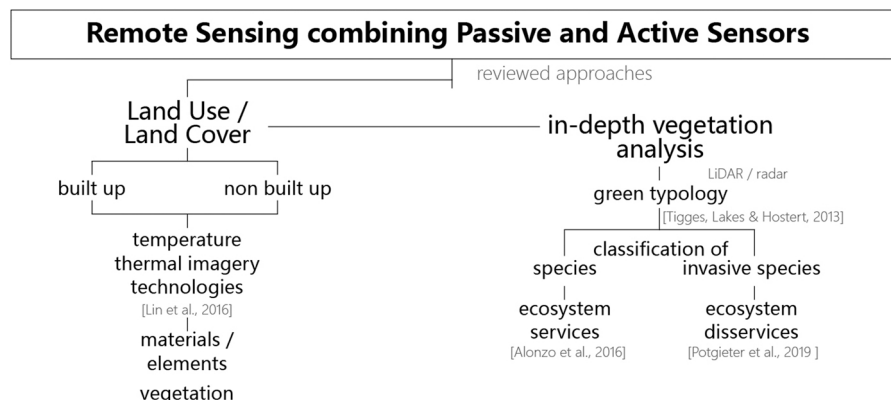 Remote Sensing combining Passive and Active Sensors
reviewed approaches
Land Use /
Land Cover
built up
non built up
temperature
thermal imagery
technologies
[Lin et al., 2016]
materials /
elements
vegetation
in-depth vegetation
analysis
LiDAR / radar
green typology
[Tigges, Lakes & Hostert, 2013]
classification of
species
invasive species
ecosystem
services
[Alonzo et al., 2016]
ecosystem
disservices
[Potgieter et al., 2019 ]